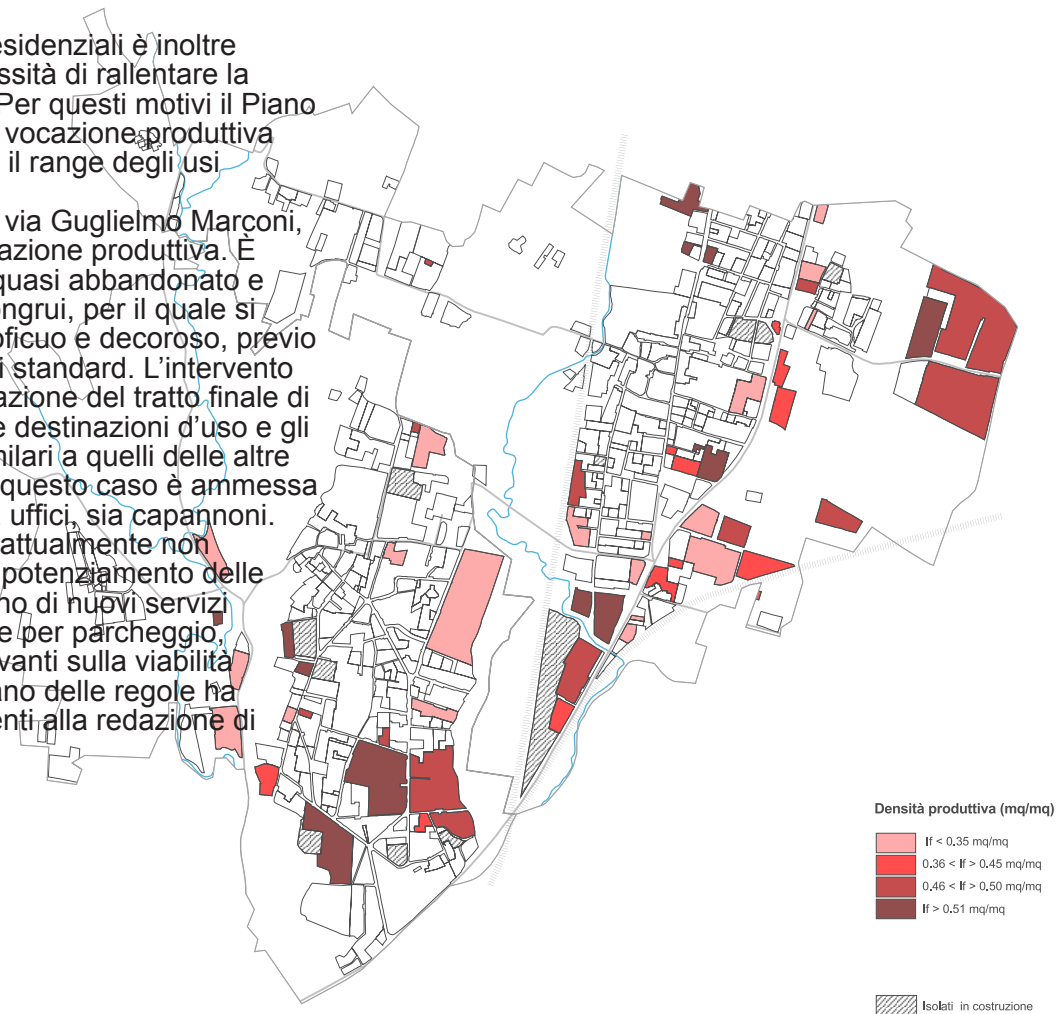 esidenziali è inoltre
ssità di rallentare la
Per questi motivi il Piano
vocazione produttiva
il range degli usi
via Guglielmo Marconi,
azione produttiva. È
quasi abbandonato e
ongrui, per il quale si
oficuo e decoroso, previo
i standard. L'intervento
azione del tratto finale di
e destinazioni d'uso e gli
milari a quelli delle altre
questo caso è ammessa
uffici, sia capannoni.
attualmente non
potenziamento delle
no di nuovi servizi
e per parcheggio,
vanti sulla viabilità
ano delle regole ha
enti alla redazione di
Densità produttiva (mq/mq)
If < 0.35 mq/mq
0.36 < If > 0.45 mq/mq
0.46 < If > 0.50 mq/mq
If > 0.51 mq/mq
Isolati in costruzione